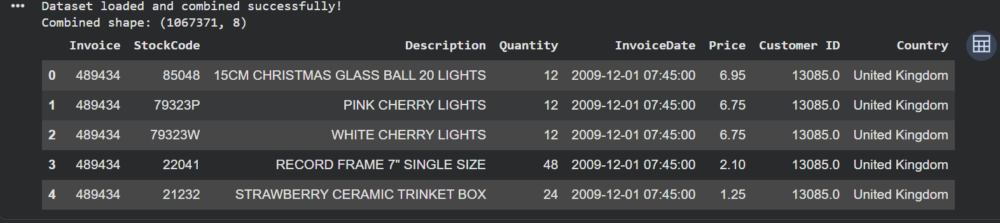 Dataset loaded and combined successfully!
Combined shape: (1067371, 8)
Invoice StockCode Description Quantity InvoiceDate Price Customer ID Country
0 489434 85048 15CM CHRISTMAS GLASS BALL 20 LIGHTS 12 2009-12-01 07:45:00 6.95 13085.0 United Kingdom
1 489434 79323P PINK CHERRY LIGHTS 12 2009-12-01 07:45:00 6.75 13085.0 United Kingdom
2 489434 79323W WHITE CHERRY LIGHTS 12 2009-12-01 07:45:00 6.75 13085.0 United Kingdom
3 489434 22041 RECORD FRAME 7" SINGLE SIZE 48 2009-12-01 07:45:00 2.10 13085.0 United Kingdom
4 489434 21232 STRAWBERRY CERAMIC TRINKET BOX 24 2009-12-01 07:45:00 1.25 13085.0 United Kingdom